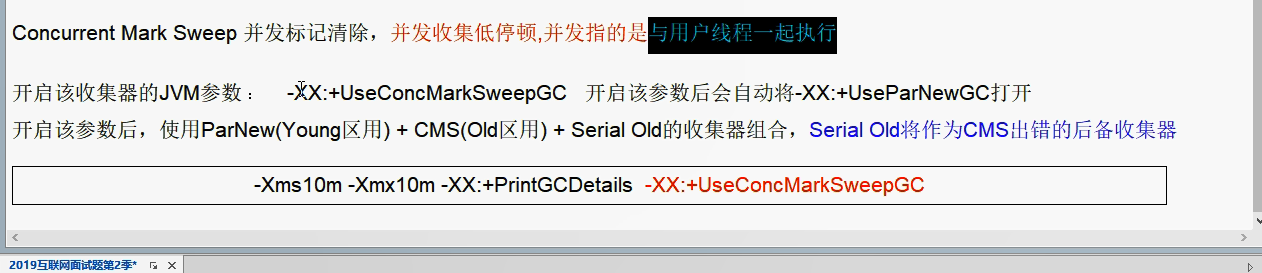 Concurrent Mark Sweep 并发标记清除，并发收集低停顿,并发指的是与用户线程一起执行
开启该收集器的JVM参数： -XX:+UseConcMarkSweepGC 开启该参数后会自动将-XX:+UseParNewGC打开
开启该参数后，使用ParNew(Young区用) + CMS(Old区用) + Serial Old的收集器组合，Serial Old将作为CMS出错的后备收集器
-Xms10m -Xmx10m -XX:+PrintGCDetails -XX:+UseConcMarkSweepGC
2019互联网面试题第2季*